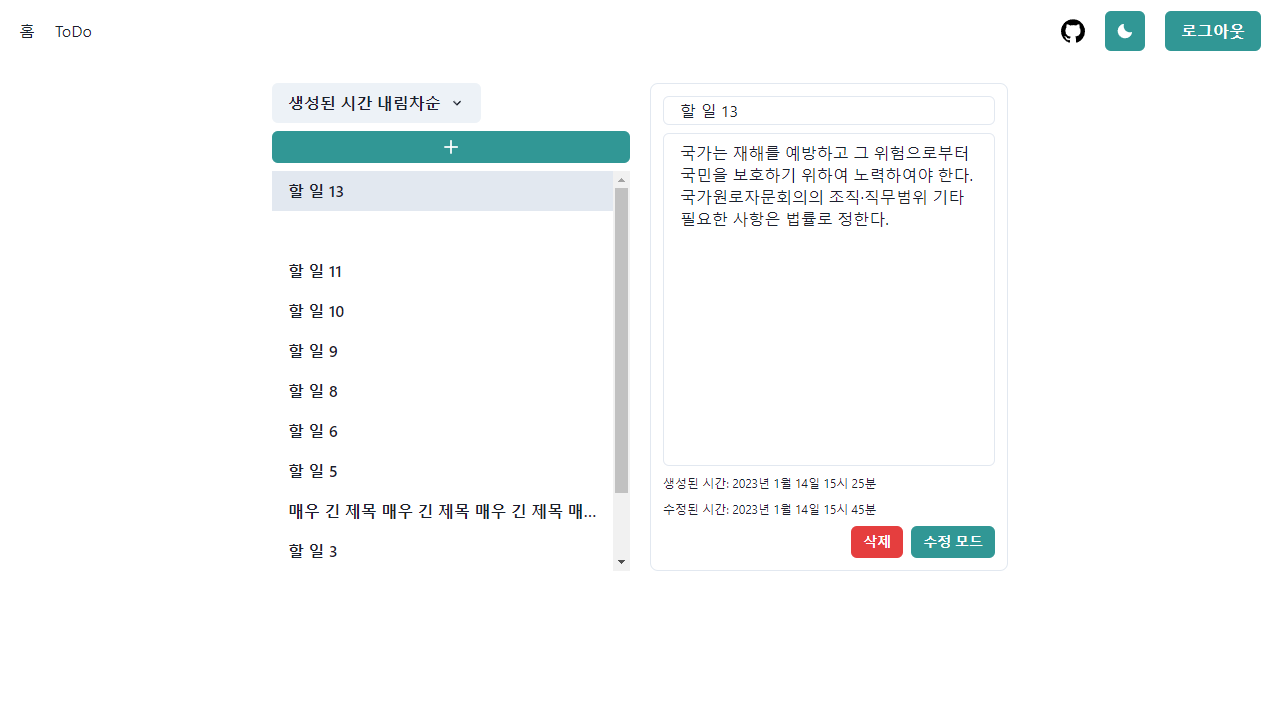 홈
ToDo
로그아웃
생성된 시간 내림차순
할 일 13
할 일 11
할 일 10
할 일 9
할 일 8
할 일 6
할 일 5
매우 긴 제목 매우 긴 제목 매우 긴 제목 매...
할 일 3
할 일 13
국가는 재해를 예방하고 그 위험으로부터
국민을 보호하기 위하여 노력하여야 한다.
국가원로자문회의의 조직·직무범위 기타
필요한 사항은 법률로 정한다.
생성된 시간: 2023년 1월 14일 15시 25분
수정된 시간: 2023년 1월 14일 15시 45분
삭제
수정 모드